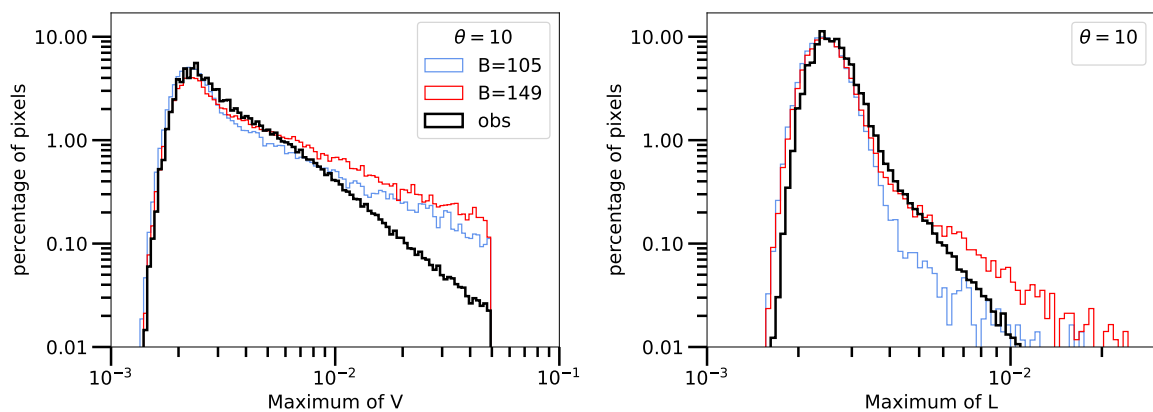 θ = 10
B=105
B=149
obs
percentage of pixels
10.00
1.00
0.10
0.01
10⁻³
10⁻²
10⁻¹
Maximum of V
θ = 10
percentage of pixels
10.00
1.00
0.10
0.01
10⁻³
10⁻²
Maximum of L